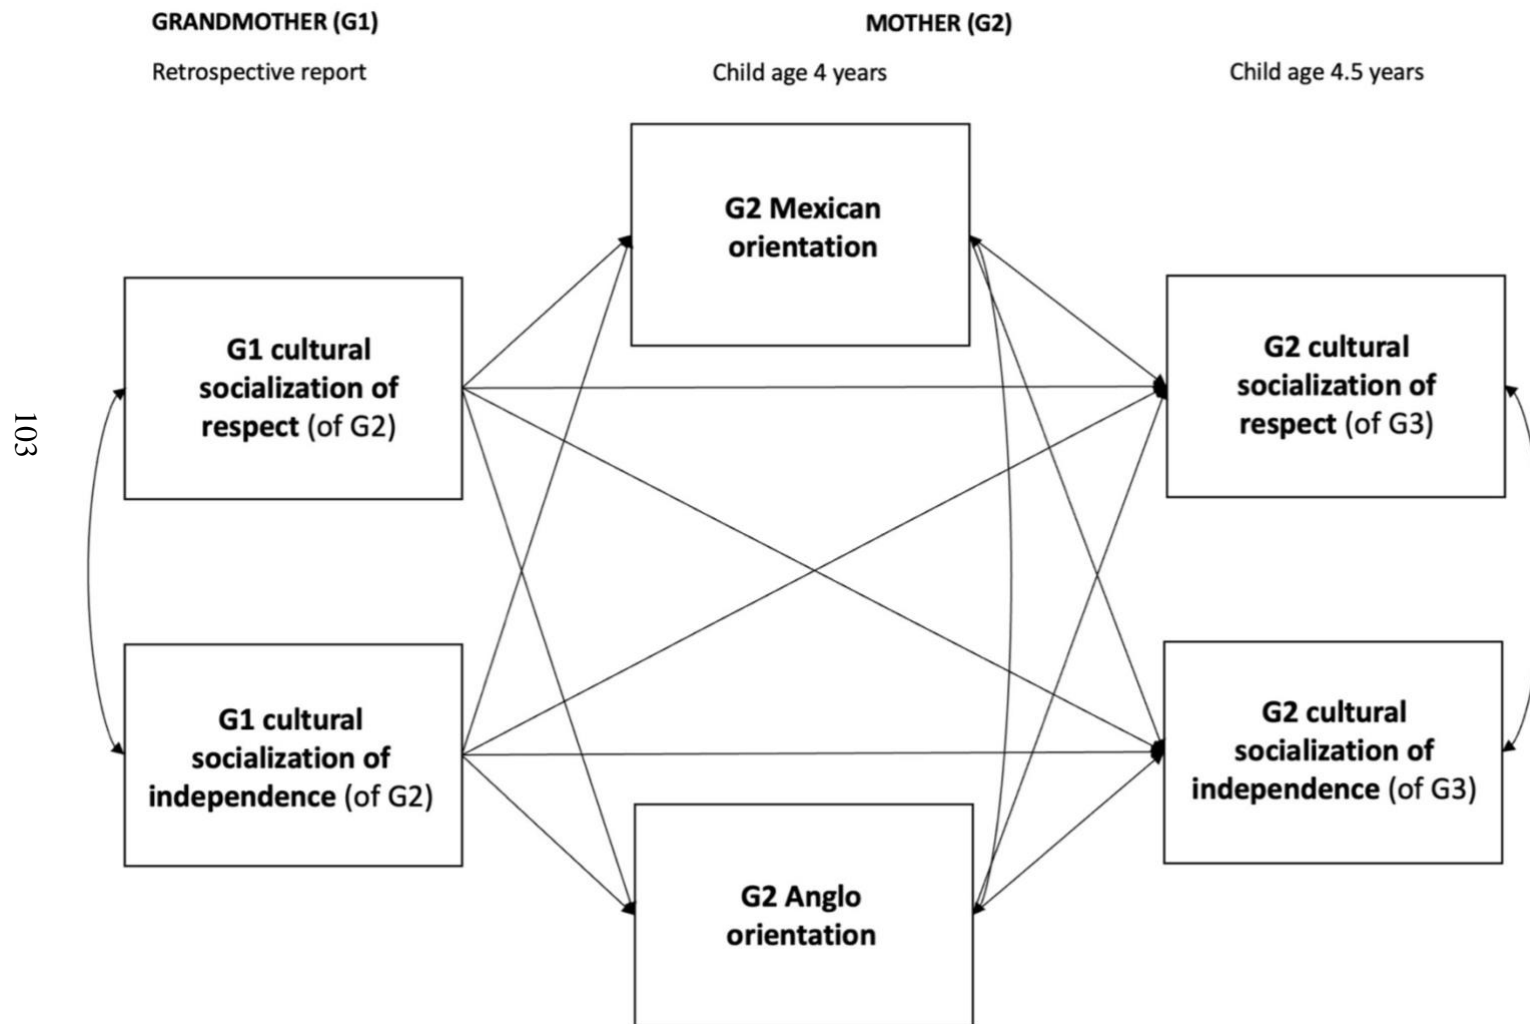 GRANDMOTHER (G1)
MOTHER (G2)
Retrospective report
Child age 4 years
Child age 4.5 years
G2 Mexican
orientation
G1 cultural
socialization of
respect (of G2)
G2 cultural
socialization of
respect (of G3)
103
G1 cultural
socialization of
independence (of G2)
G2 cultural
socialization of
independence (of G3)
G2 Anglo
orientation